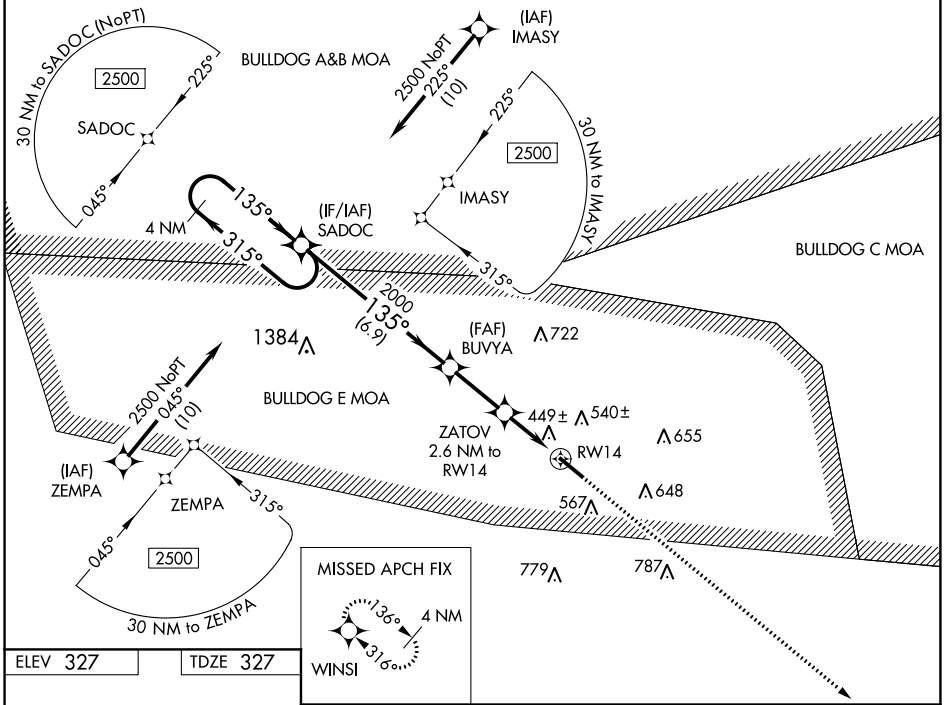 (IAF)
IMASY
30 NM to SADOC (NoPT)
BULLDOG A&B MOA
2500
225°
2500 NoPT
225°
(10)
SADOC
045°
225°
2500
IMASY
30 NM to IMASY
315°
135°
4 NM
315°
(IF/IAF)
SADOC
BULLDOG C MOA
2000
135°
(6.9)
1384
(FAF)
BUVYA
722
2500 NoPT
045°
(10)
BULLDOG E MOA
(IAF)
ZEMPA
ZATOV
2.6 NM to
RW14
449±
540±
655
RW14
ZEMPA
315°
045°
2500
30 NM to ZEMPA
567
648
779
787
MISSED APCH FIX
136°
4 NM
316°
WINSI
ELEV 327
TDZE 327